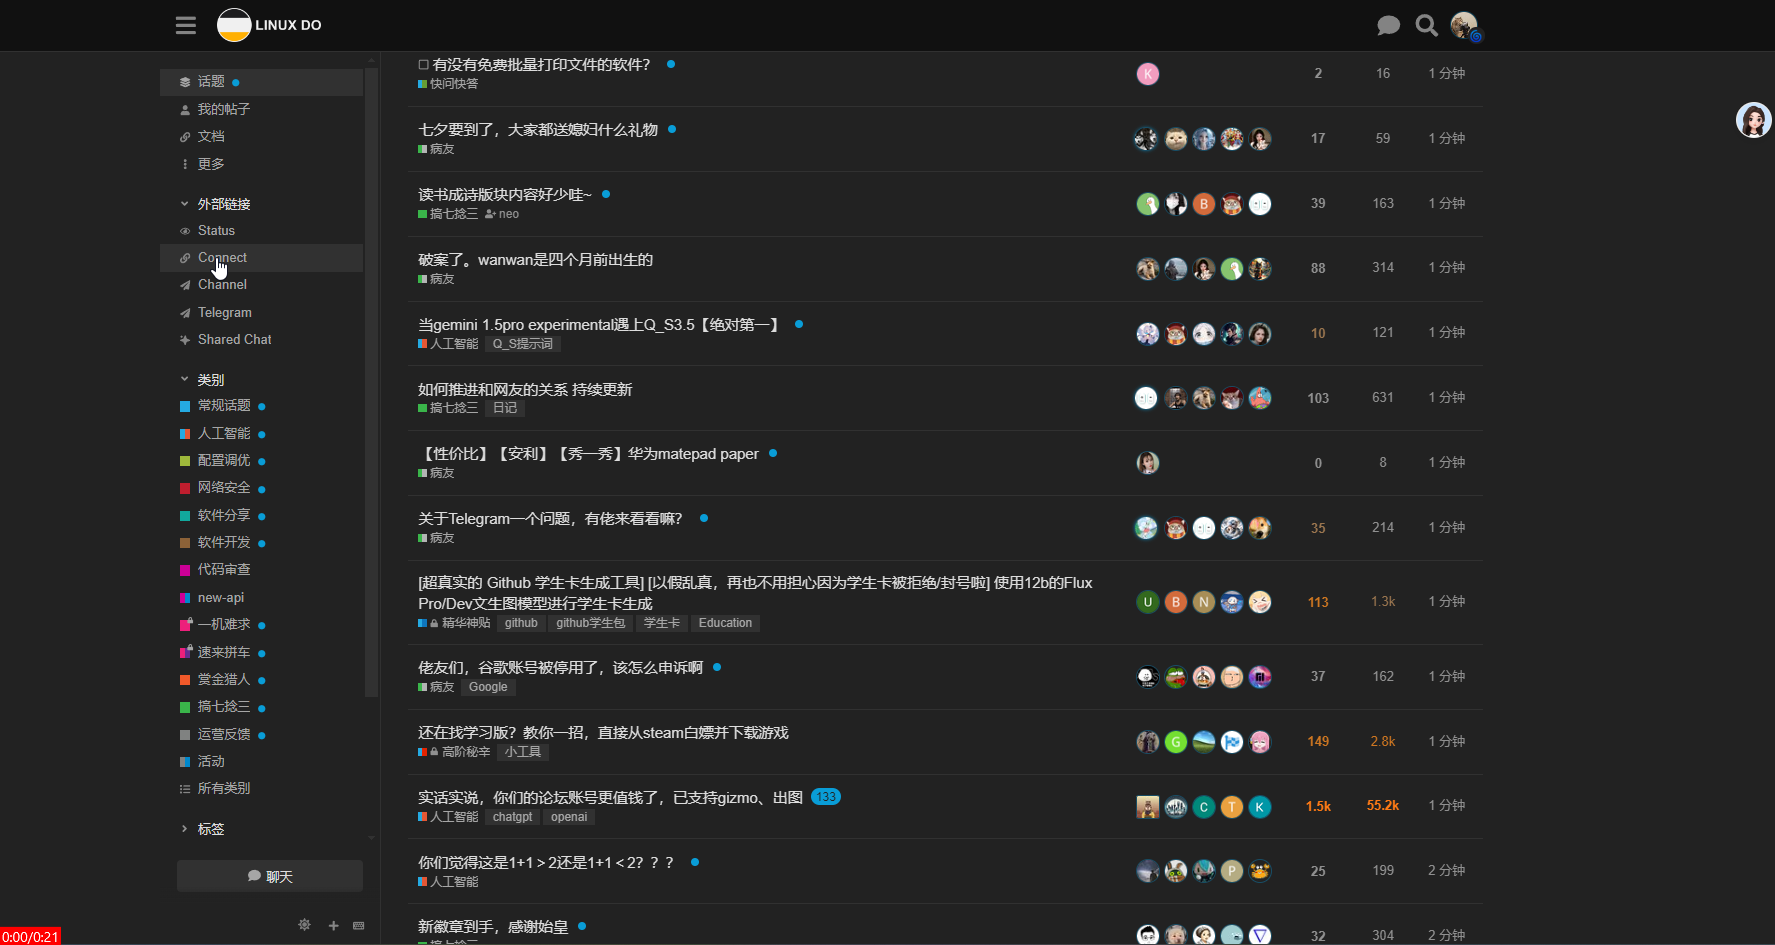 LINUX DO
话题
我的帖子
文档
更多
外部链接
Status
Connect
Channel
Telegram
Shared Chat
类别
常规话题
人工智能
配置调优
网络安全
软件分享
软件开发
代码审查
new-api
一机难求
速来拼车
赏金猎人
搞七捻三
运营反馈
活动
所有类别
标签
聊天
0:00/0:21
有没有免费批量打印文件的软件？
快问快答
K 2 16 1 分钟
七夕要到了，大家都送媳妇什么礼物
病友
17 59 1 分钟
读书成诗版块内容好少哇~
搞七捻三 neo
B 39 163 1 分钟
破案了。wanwan是四个月前出生的
病友
88 314 1 分钟
当gemini 1.5pro experimental遇上Q_S3.5【绝对第一】
人工智能 Q_S提示词
10 121 1 分钟
如何推进和网友的关系 持续更新
搞七捻三 日记
103 631 1 分钟
【性价比】【安利】【秀一秀】华为matepad paper
病友
0 8 1 分钟
关于Telegram一个问题，有佬来看看嘛？
病友
35 214 1 分钟
[超真实的 Github 学生卡生成工具] [以假乱真，再也不用担心因为学生卡被拒绝/封号啦] 使用12b的Flux
Pro/Dev文生图模型进行学生卡生成
精华神贴 github github学生包 学生卡 Education
U B N 113 1.3k 1 分钟
佬友们，谷歌账号被停用了，该怎么申诉啊
病友 Google
37 162 1 分钟
还在找学习版？教你一招，直接从steam白嫖并下载游戏
高阶秘辛 小工具
G 149 2.8k 1 分钟
实话实说，你们的论坛账号更值钱了，已支持gizmo、出图 133
人工智能 chatgpt openai
C T K 1.5k 55.2k 1 分钟
你们觉得这是1+1＞2还是1+1＜2？？？
人工智能
P 25 199 2 分钟
新徽章到手，感谢始皇
搞七捻三
32 304 2 分钟